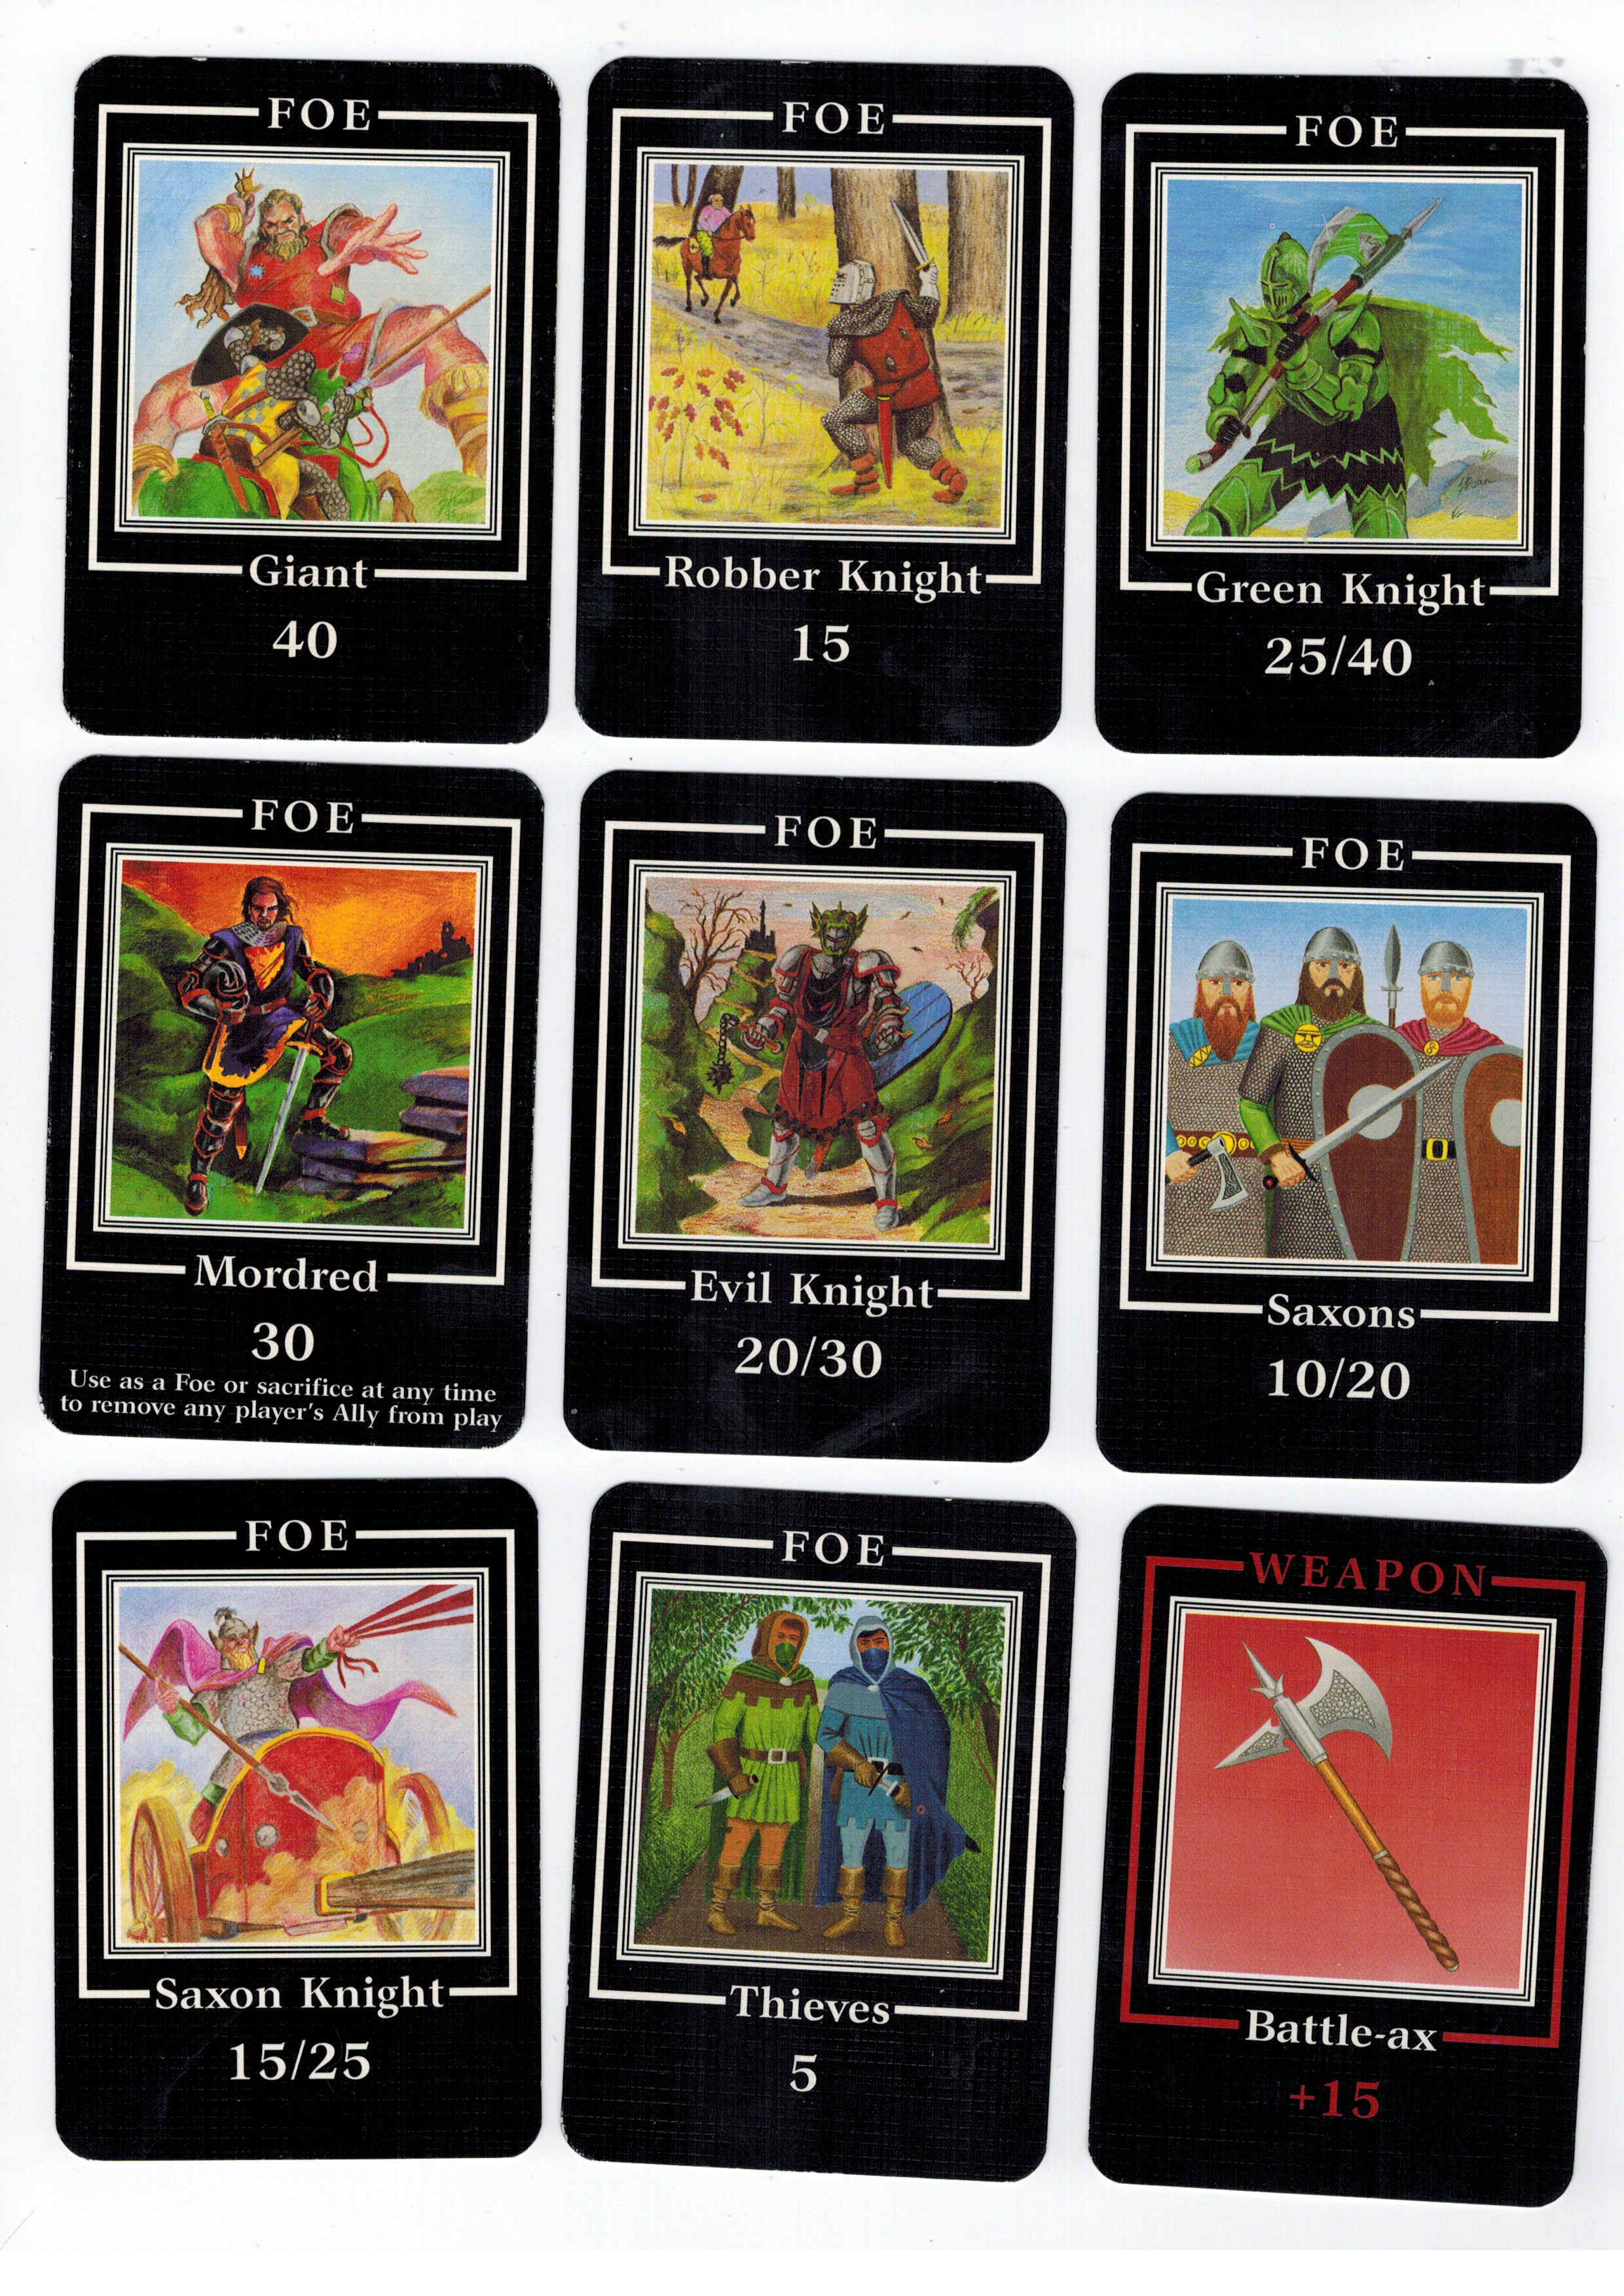 FOE
Giant
40
FOE
Robber Knight
15
FOE
Green Knight
25/40
FOE
Mordred
30
Use as a Foe or sacrifice at any time
to remove any player's Ally from play
FOE
Evil Knight
20/30
FOE
Saxons
10/20
FOE
Saxon Knight
15/25
FOE
Thieves
5
WEAPON
Battle-ax
+15